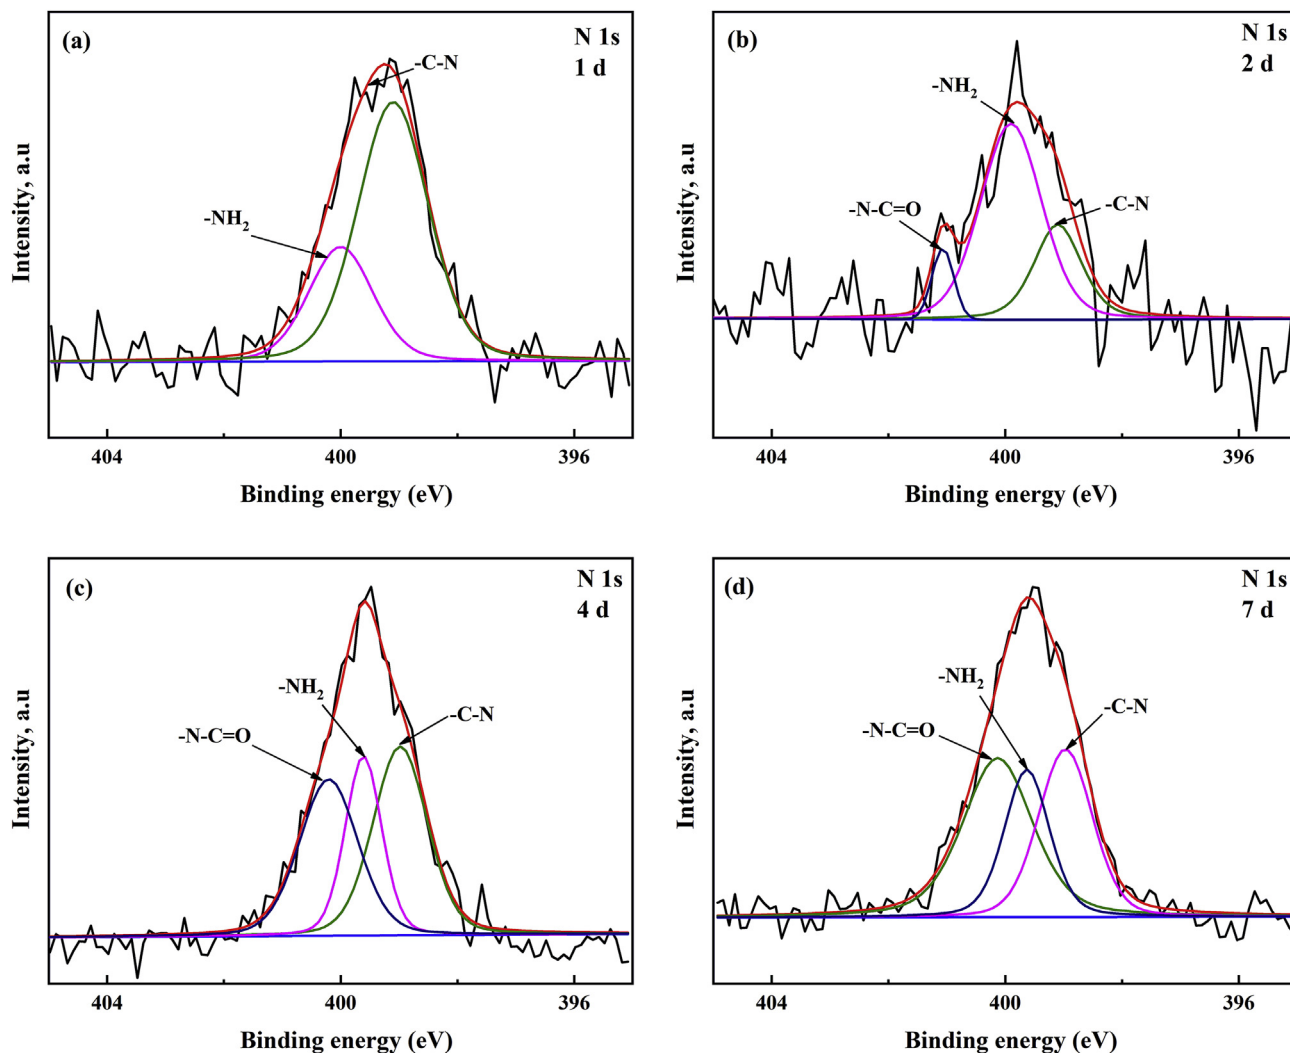 (a)
N 1s
1 d
-C-N
-NH₂
Intensity, a.u
404
400
396
Binding energy (eV)
(b)
N 1s
2 d
-NH₂
-N-C=O
-C-N
Intensity, a.u
404
400
396
Binding energy (eV)
(c)
N 1s
4 d
-NH₂
-C-N
-N-C=O
Intensity, a.u
404
400
396
Binding energy (eV)
(d)
N 1s
7 d
-NH₂
-C-N
-N-C=O
Intensity, a.u
404
400
396
Binding energy (eV)